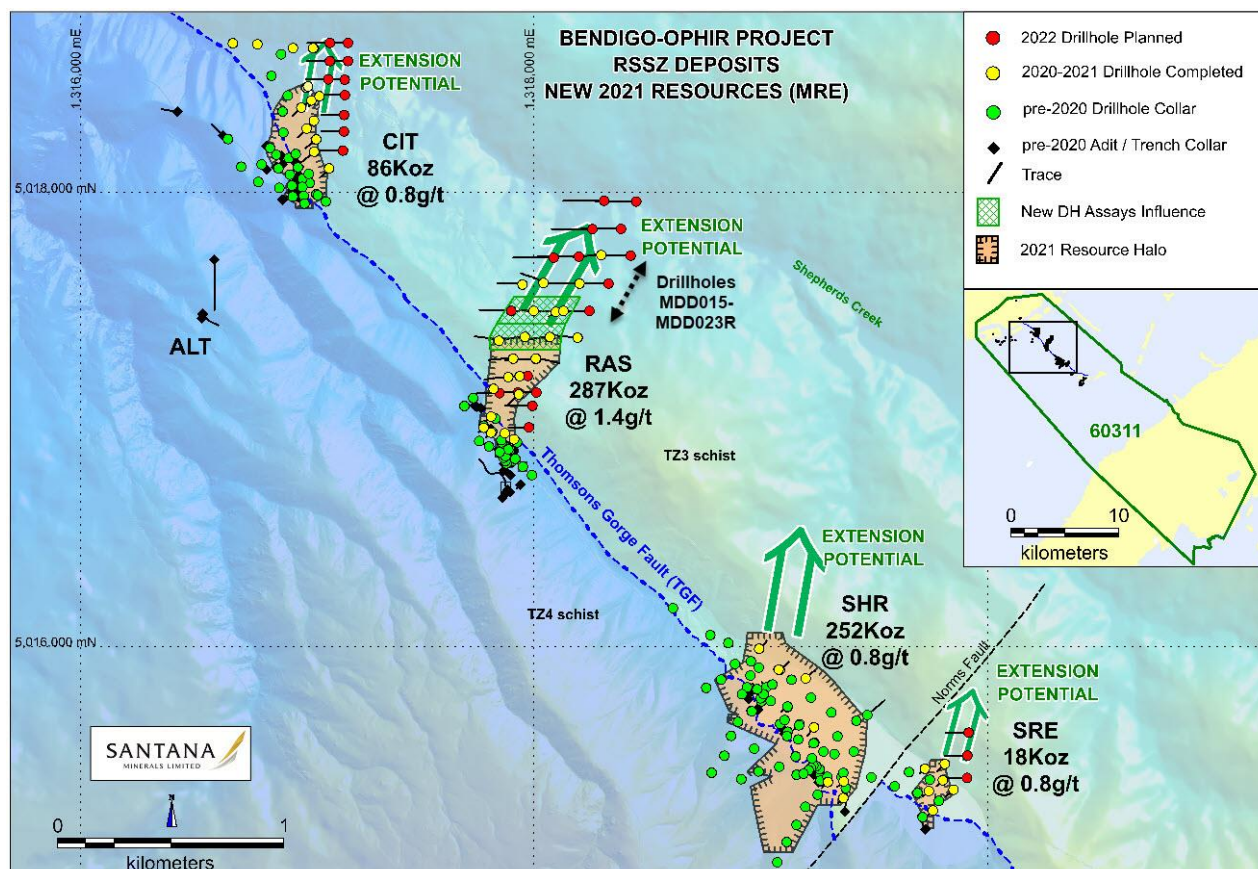 BENDIGO-OPHIR PROJECT
RSSZ DEPOSITS
NEW 2021 RESOURCES (MRE)
1,316,000 mE
1,318,000 mE
5,018,000 mN
5,016,000 mN
EXTENSION
POTENTIAL
CIT
86Koz
@ 0.8g/t
EXTENSION
POTENTIAL
Drillholes
MDD015-
MDD023R
Shepherds Creek
ALT
RAS
287Koz
@ 1.4g/t
TZ3 schist
Thomsons Gorge Fault (TGF)
TZ4 schist
EXTENSION
POTENTIAL
SHR
252Koz
@ 0.8g/t
Norms Fault
EXTENSION
POTENTIAL
SRE
18Koz
@ 0.8g/t
SANTANA
MINERALS LIMITED
N
0 1
kilometers
2022 Drillhole Planned
2020-2021 Drillhole Completed
pre-2020 Drillhole Collar
pre-2020 Adit / Trench Collar
Trace
New DH Assays Influence
2021 Resource Halo
60311
0 10
kilometers